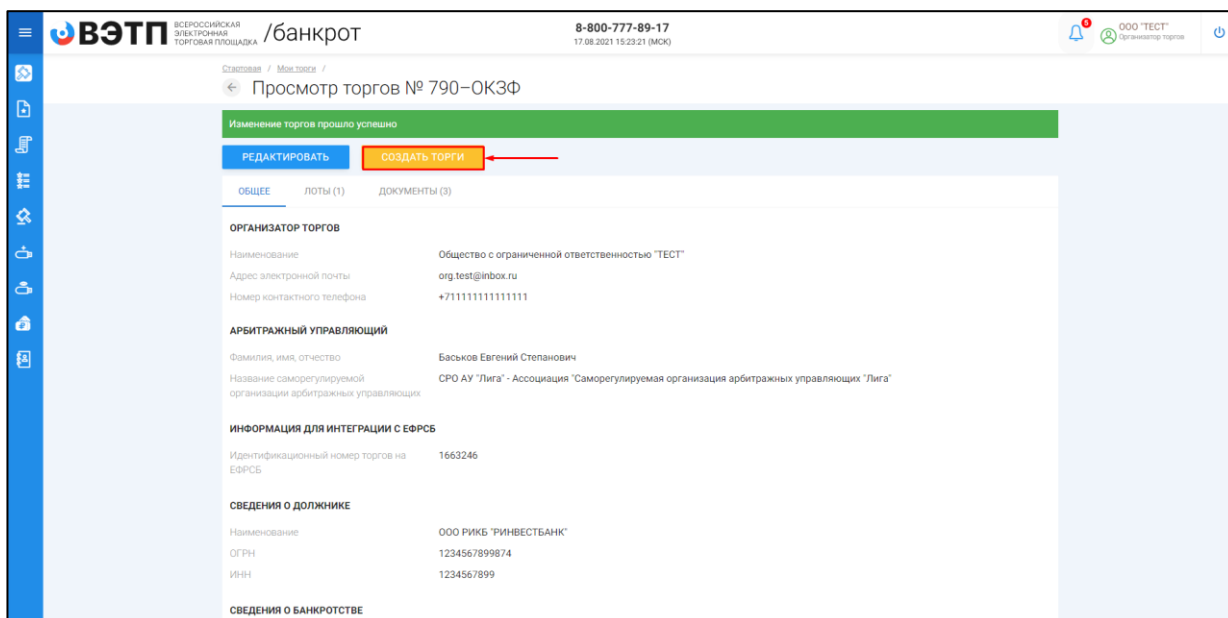 ВЭТП ВСЕРОССИЙСКАЯ ЭЛЕКТРОННАЯ ТОРГОВАЯ ПЛОЩАДКА /банкрот
8-800-777-89-17
17.08.2021 15:23:21 (МСК)
5
ООО "ТЕСТ"
Организатор торгов
Стартовая / Мои торги /
Просмотр торгов № 790–ОКЗФ
Изменение торгов прошло успешно
РЕДАКТИРОВАТЬ СОЗДАТЬ ТОРГИ
ОБЩЕЕ ЛОТЫ (1) ДОКУМЕНТЫ (3)
ОРГАНИЗАТОР ТОРГОВ
Наименование Общество с ограниченной ответственностью "ТЕСТ"
Адрес электронной почты org.test@inbox.ru
Номер контактного телефона +711111111111111
АРБИТРАЖНЫЙ УПРАВЛЯЮЩИЙ
Фамилия, имя, отчество Баськов Евгений Степанович
Название саморегулируемой СРО АУ "Лига" - Ассоциация "Саморегулируемая организация арбитражных управляющих "Лига"
организации арбитражных управляющих
ИНФОРМАЦИЯ ДЛЯ ИНТЕГРАЦИИ С ЕФРСБ
Идентификационный номер торгов на 1663246
ЕФРСБ
СВЕДЕНИЯ О ДОЛЖНИКЕ
Наименование ООО РИКБ "РИНВЕСТБАНК"
ОГРН 1234567899874
ИНН 1234567899
СВЕДЕНИЯ О БАНКРОТСТВЕ